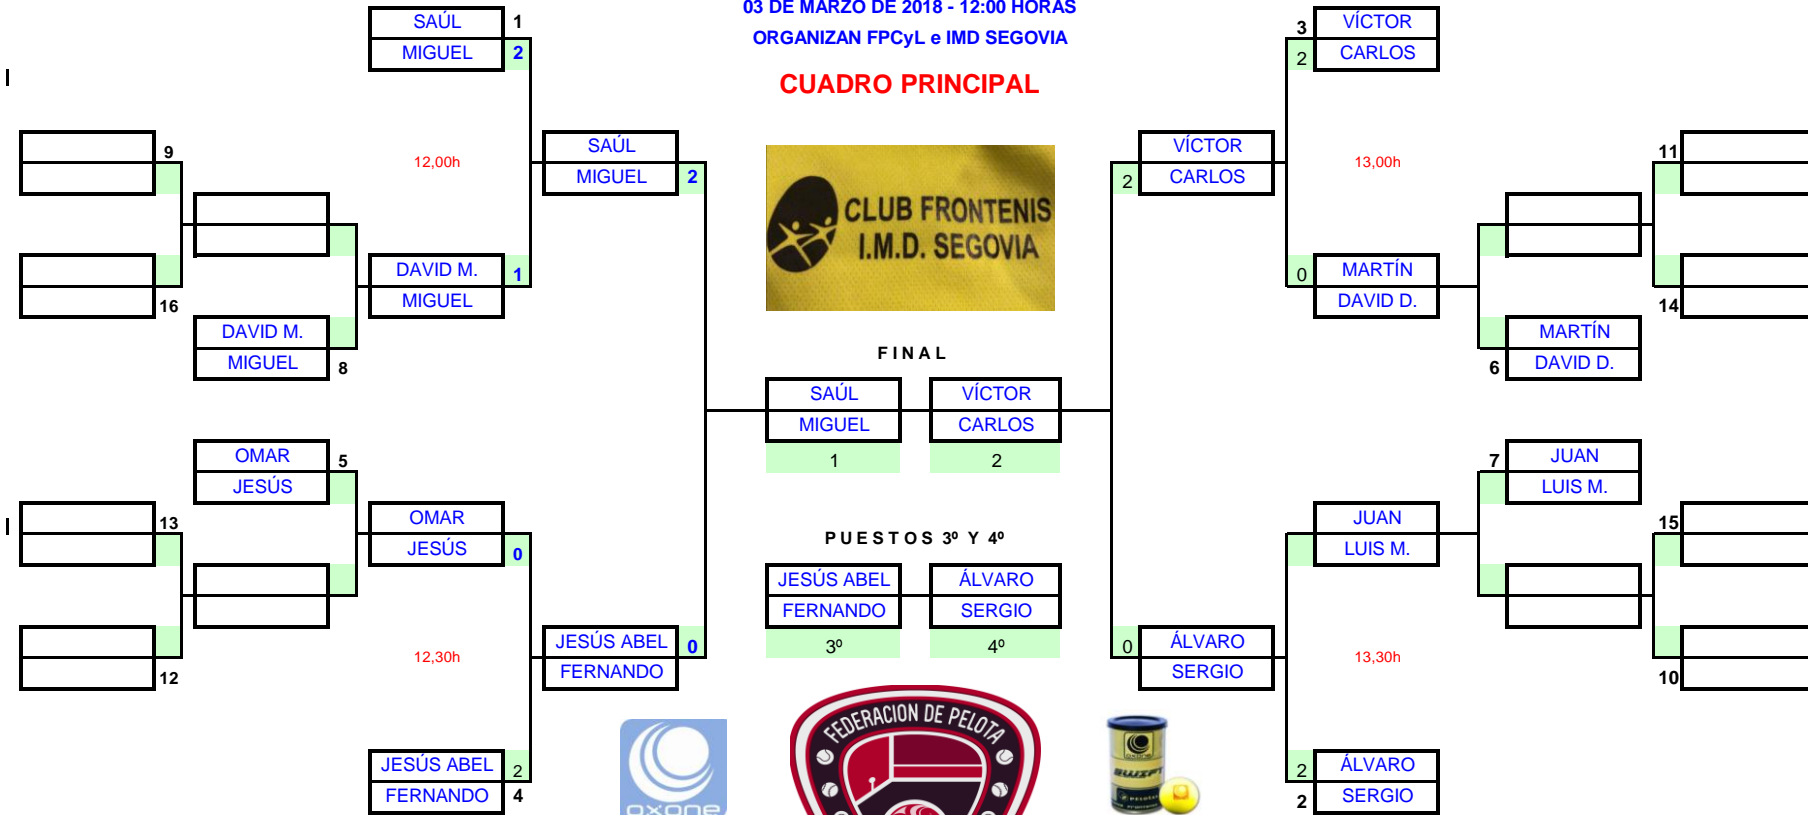 03 DE MARZO DE 2018 - 12:00 HORAS
ORGANIZAN FPCyL e IMD SEGOVIA
CUADRO PRINCIPAL
SAÚL 1
MIGUEL 2
9
16
12,00h
DAVID M. 1
MIGUEL
DAVID M.
MIGUEL 8
SAÚL
MIGUEL 2
OMAR 5
JESÚS
13
12
OMAR
JESÚS 0
12,30h
JESÚS ABEL 0
FERNANDO
JESÚS ABEL 2
FERNANDO 4
CLUB FRONTENIS
I.M.D. SEGOVIA
FINAL
SAÚL VÍCTOR
MIGUEL CARLOS
1 2
PUESTOS 3º Y 4º
JESÚS ABEL ÁLVARO
FERNANDO SERGIO
3º 4º
FEDERACION DE PELOTA
oxone
SWIFT
3 VÍCTOR
2 CARLOS
VÍCTOR
2 CARLOS
13,00h
11
14
0 MARTÍN
DAVID D.
MARTÍN
6 DAVID D.
7 JUAN
LUIS M.
JUAN
LUIS M.
15
10
0 ÁLVARO
SERGIO
13,30h
2 ÁLVARO
2 SERGIO